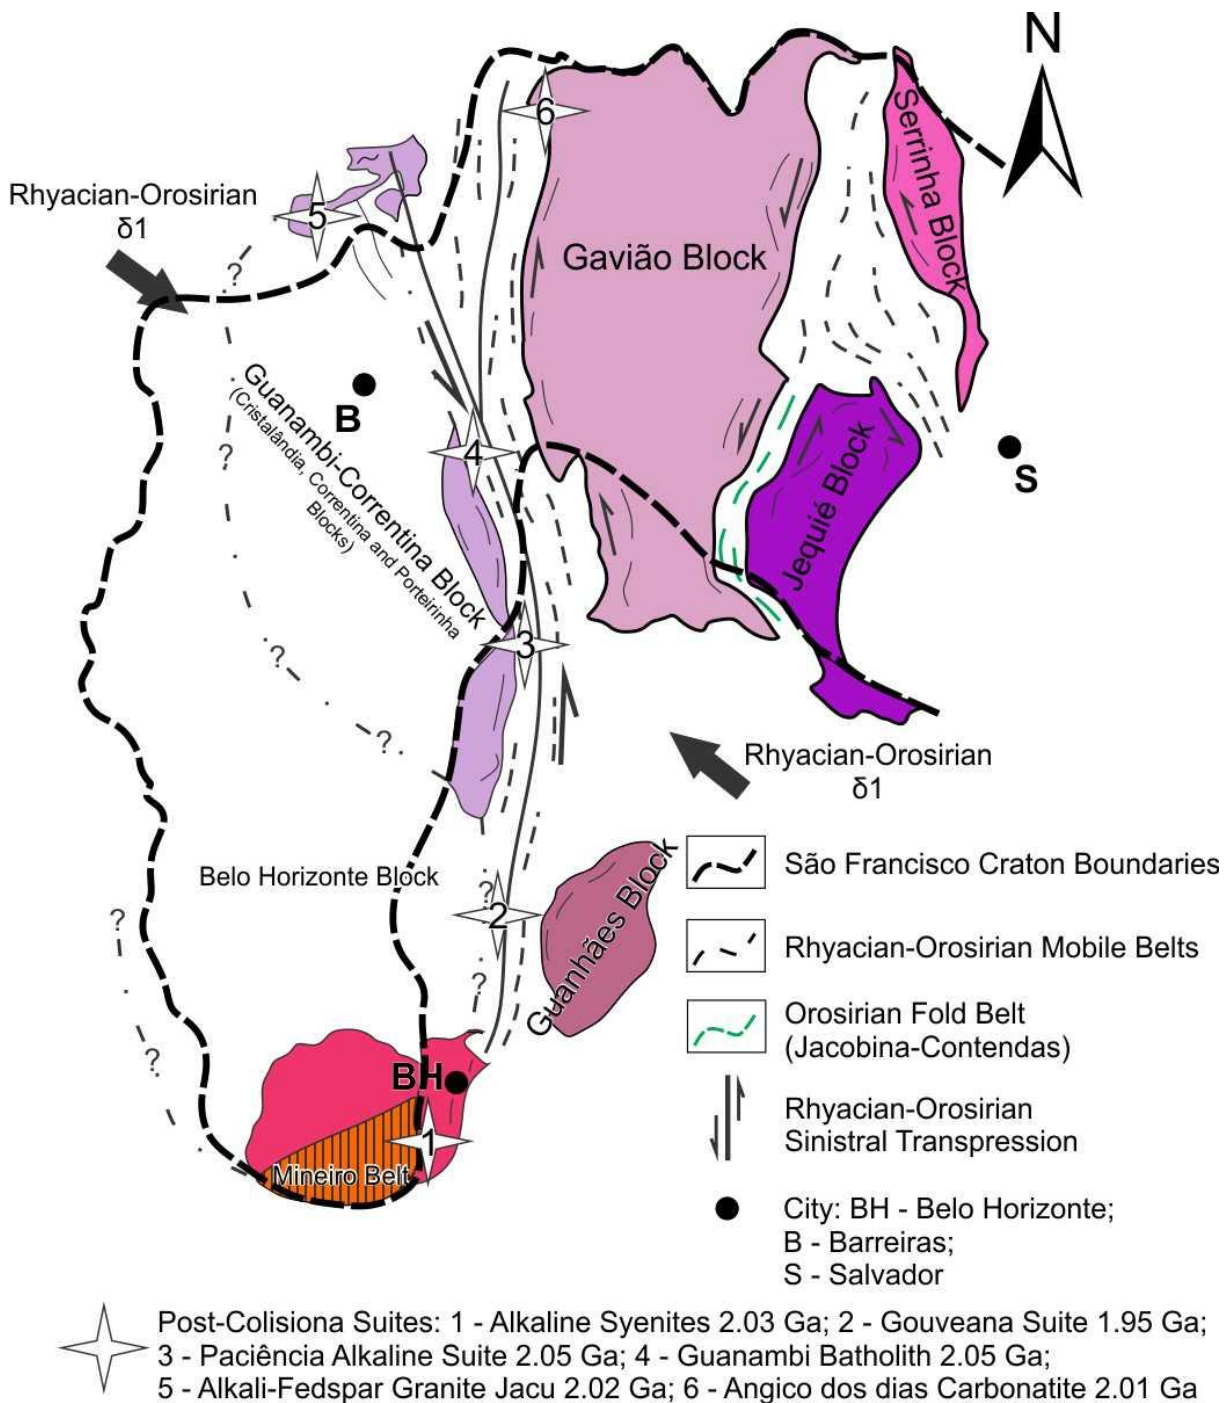 N
6
Serrinha Block
Rhyacian-Orosirian
δ1
5
?
Gavião Block
B
Guanambi-Correntina Block
(Cristalândia, Correntina and Porteirinha
Blocks)
?
4
Jequié Block
S
3
?
?
Rhyacian-Orosirian
δ1
Belo Horizonte Block
?
2
?
Guanhães Block
?
?
BH
1
Mineiro Belt
São Francisco Craton Boundaries
Rhyacian-Orosirian Mobile Belts
Orosirian Fold Belt
(Jacobina-Contendas)
Rhyacian-Orosirian
Sinistral Transpression
City: BH - Belo Horizonte;
B - Barreiras;
S - Salvador
Post-Colisiona Suites: 1 - Alkaline Syenites 2.03 Ga; 2 - Gouveana Suite 1.95 Ga;
3 - Paciência Alkaline Suite 2.05 Ga; 4 - Guanambi Batholith 2.05 Ga;
5 - Alkali-Fedspar Granite Jacu 2.02 Ga; 6 - Angico dos dias Carbonatite 2.01 Ga